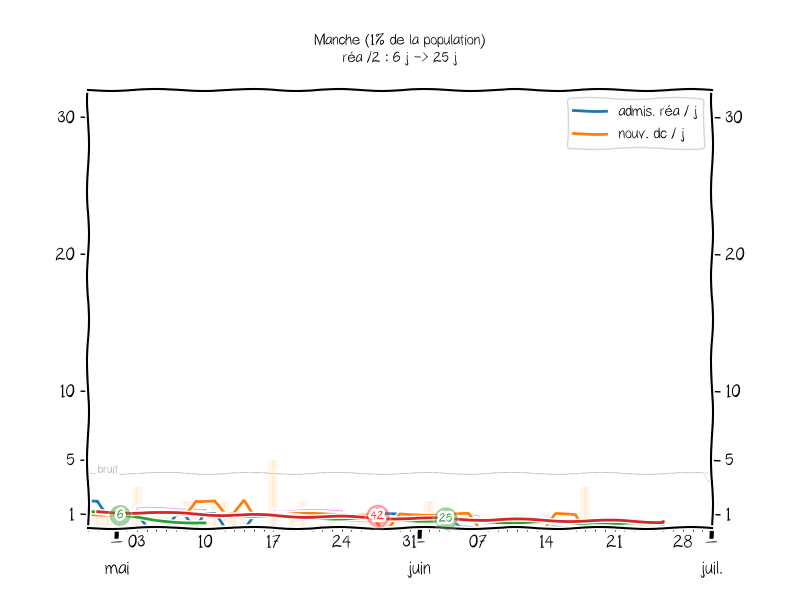 Manche (1% de la population)
réa /2 : 6 j -> 25 j
admis. réa / j
nouv. dc / j
30
30
20
20
10
10
5
5
bruit
1
1
6
42
25
03 10 17 24 31 07 14 21 28
mai juin juil.